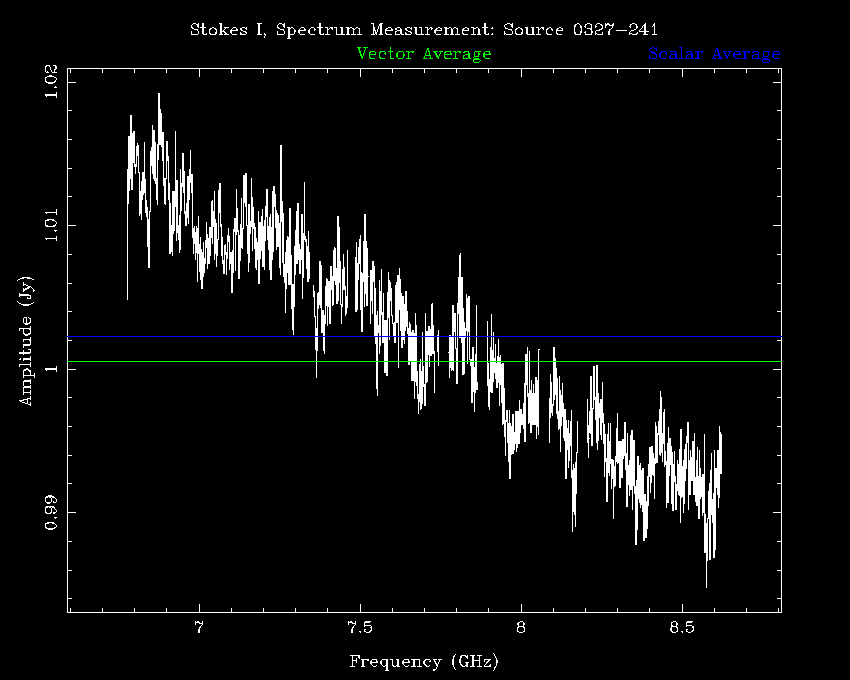 Stokes I, Spectrum Measurement: Source 0327-241
Vector Average Scalar Average
1.02
1.01
1
0.99
Amplitude (Jy)
7 7.5 8 8.5
Frequency (GHz)